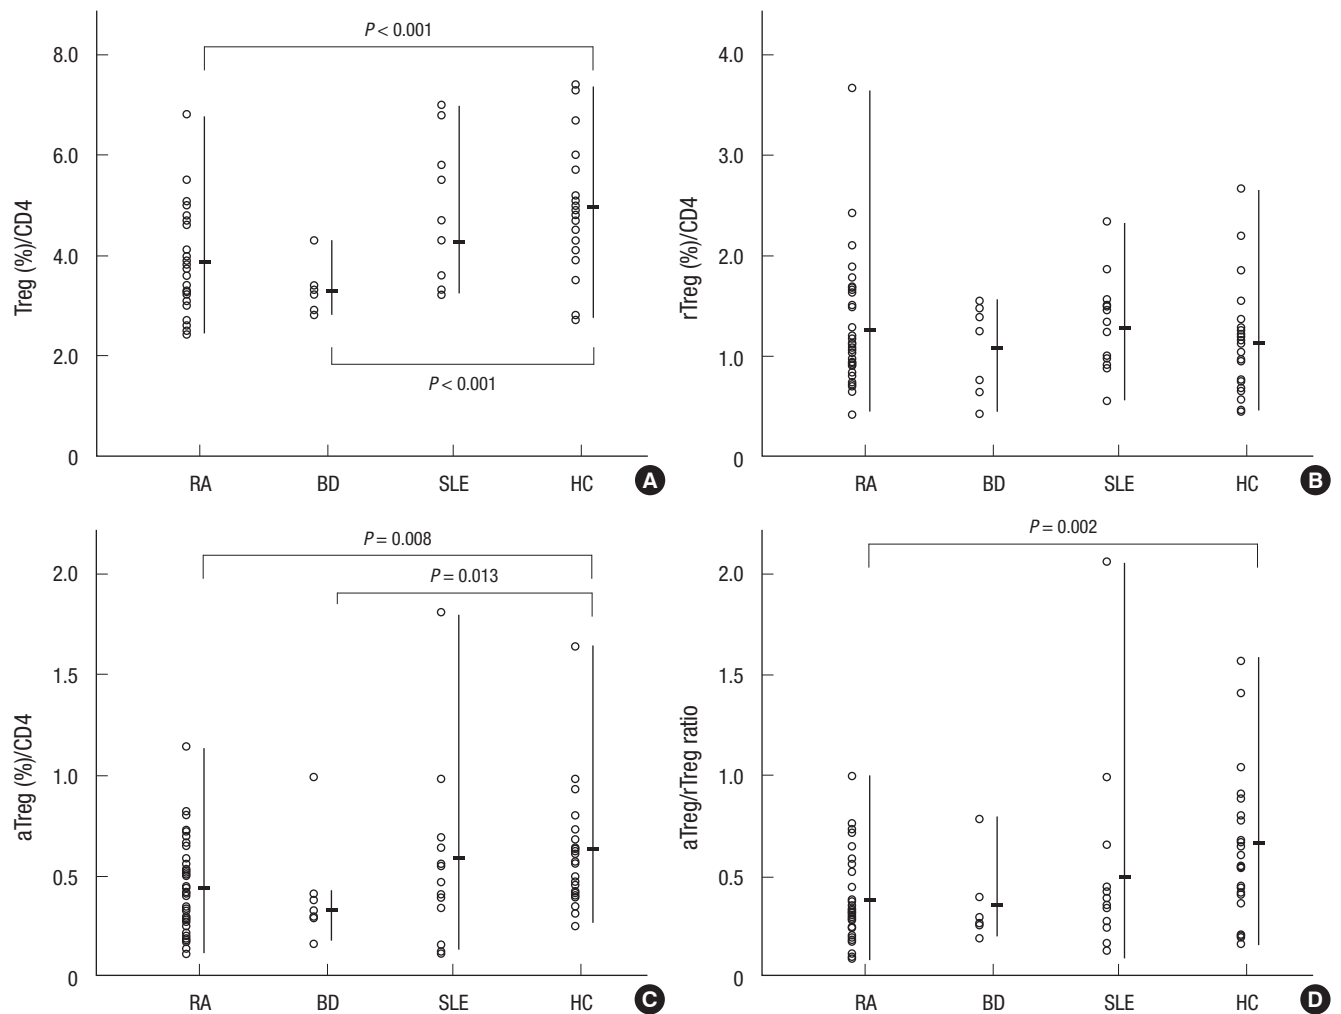 P < 0.001
8.0
6.0
4.0
2.0
0
Treg (%)/CD4
P < 0.001
RA BD SLE HC
A
4.0
3.0
2.0
1.0
0
rTreg (%)/CD4
RA BD SLE HC
B
P = 0.008
P = 0.013
2.0
1.5
1.0
0.5
0
aTreg (%)/CD4
RA BD SLE HC
C
P = 0.002
2.0
1.5
1.0
0.5
0
aTreg/rTreg ratio
RA BD SLE HC
D